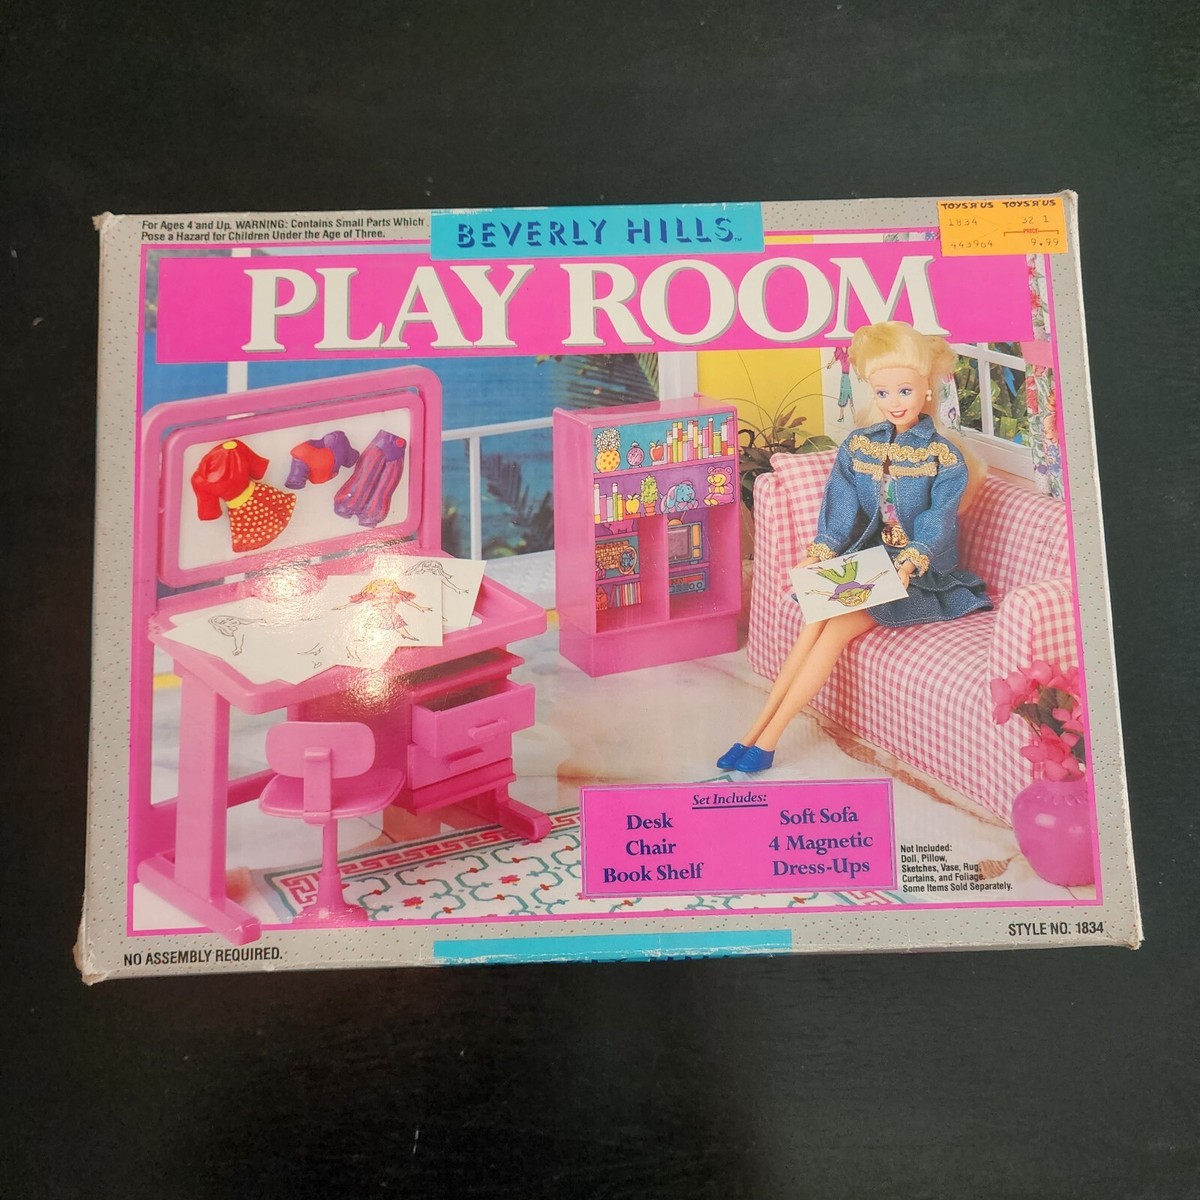 For Ages 4 and Up. WARNING: Contains Small Parts Which
Pose a Hazard for Children Under the Age of Three.
BEVERLY HILLS™
TOYS R US TOYS R US
1834 32 1
PRICE
443964 9.99
PLAY ROOM
Set Includes:
Desk
Chair
Book Shelf
Soft Sofa
4 Magnetic
Dress-Ups
Not Included:
Doll, Pillow,
Sketches, Vase, Rug,
Curtains, and Foliage.
Some Items Sold Separately.
NO ASSEMBLY REQUIRED.
STYLE NO. 1834